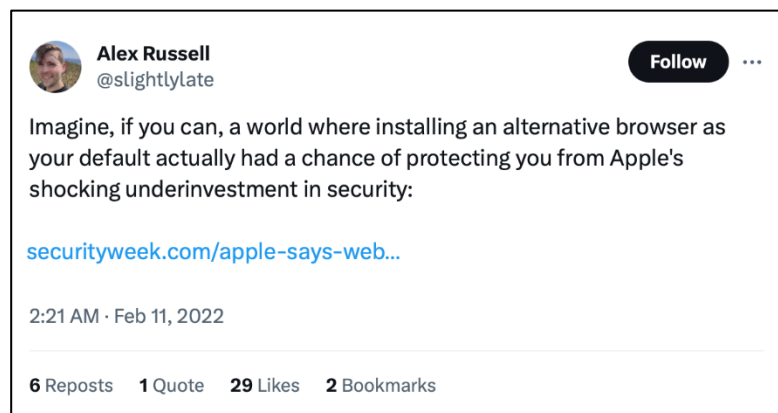 Alex Russell
@slightlylate
Follow
Imagine, if you can, a world where installing an alternative browser as
your default actually had a chance of protecting you from Apple's
shocking underinvestment in security:
securityweek.com/apple-says-web...
2:21 AM · Feb 11, 2022
6 Reposts 1 Quote 29 Likes 2 Bookmarks